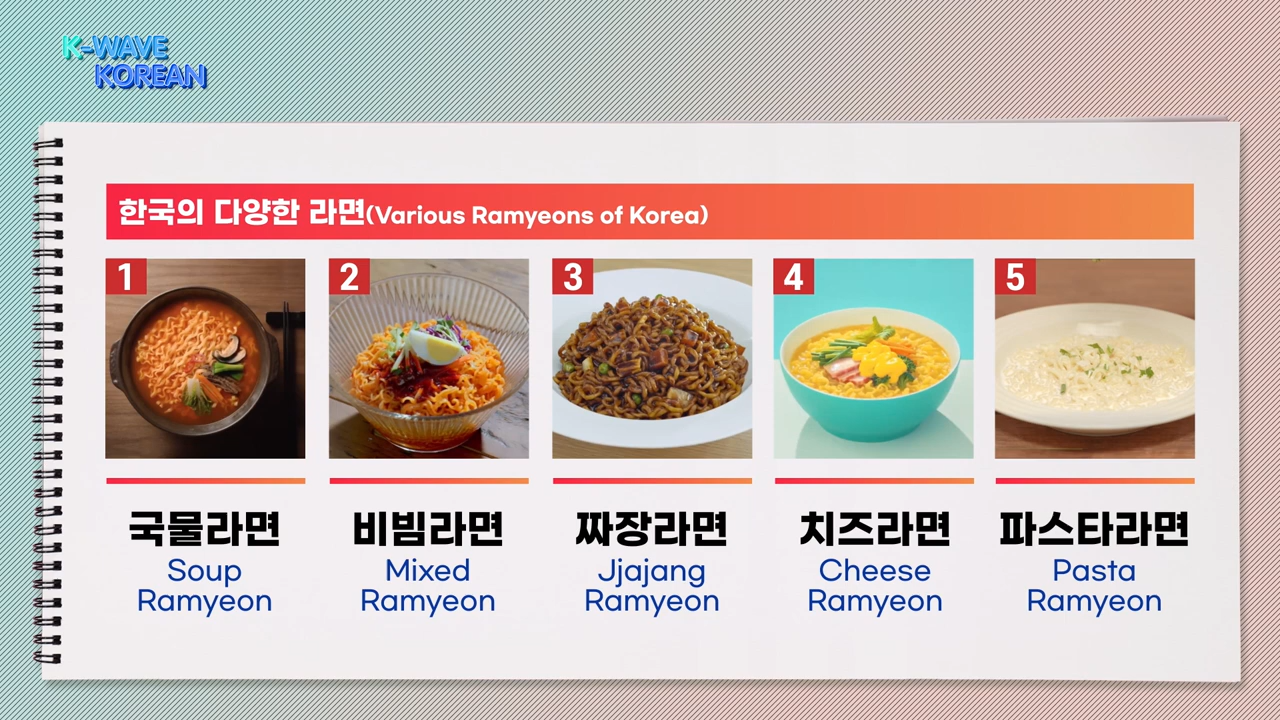 K-WAVE
KOREAN
한국의 다양한 라면(Various Ramyeons of Korea)
1
2
3
4
5
국물라면
Soup
Ramyeon
비빔라면
Mixed
Ramyeon
짜장라면
Jjajang
Ramyeon
치즈라면
Cheese
Ramyeon
파스타라면
Pasta
Ramyeon